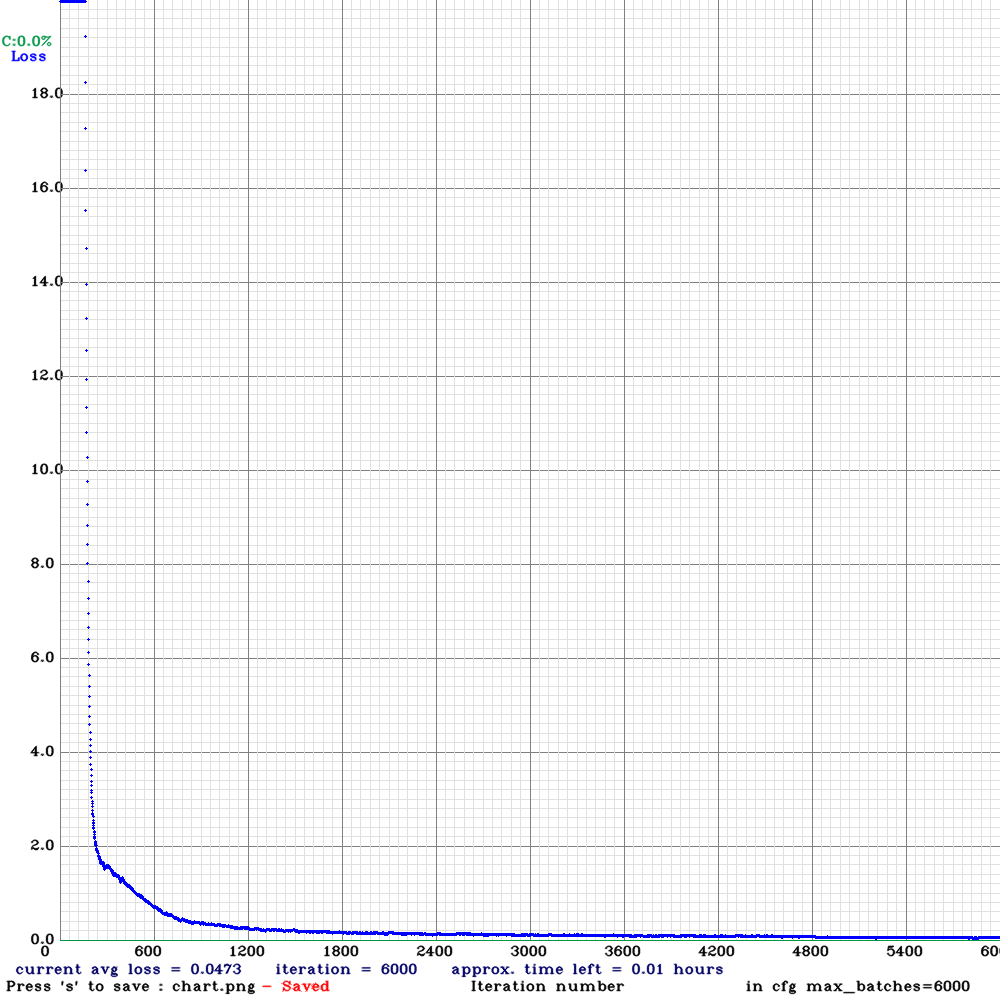 C:0.0%
Loss
18.0
16.0
14.0
12.0
10.0
8.0
6.0
4.0
2.0
0.0
0 600 1200 1800 2400 3000 3600 4200 4800 5400 60
current avg loss = 0.0473 iteration = 6000 approx. time left = 0.01 hours
Press 's' to save : chart.png - Saved Iteration number in cfg max_batches=6000